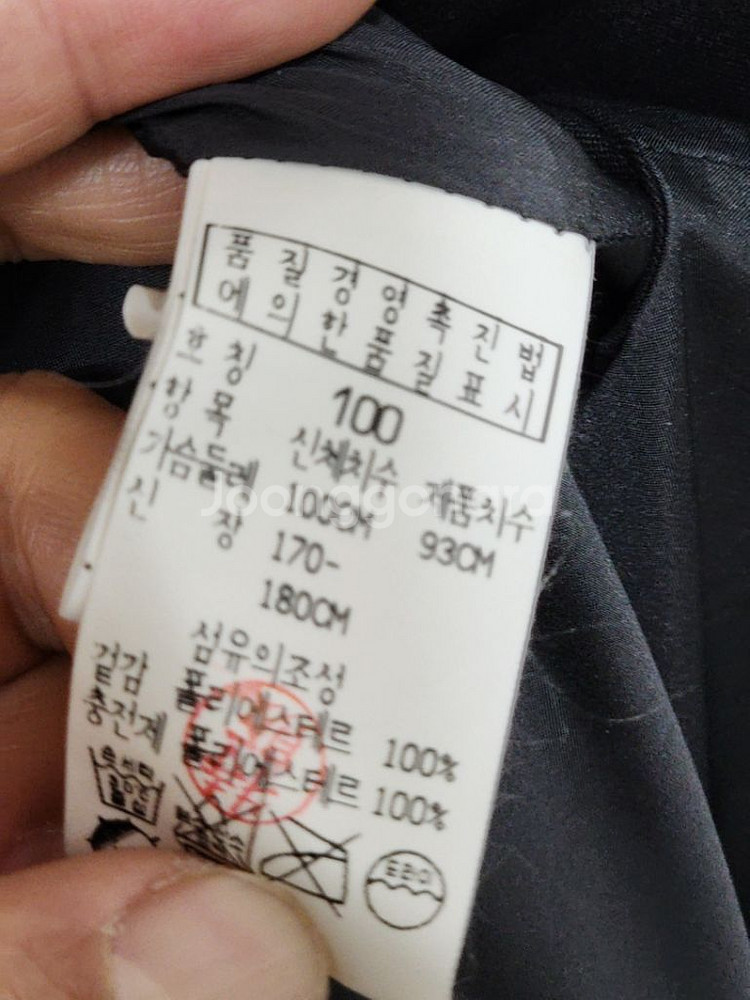 품질경영촉진법
에의한품질표시
호칭 100
항목 신체치수 제품치수
가슴둘레 100CM 93CM
신장 170-
180CM
섬유의조성
겉감 폴리에스테르 100%
충전재 폴리에스테르 100%
Joonggonara